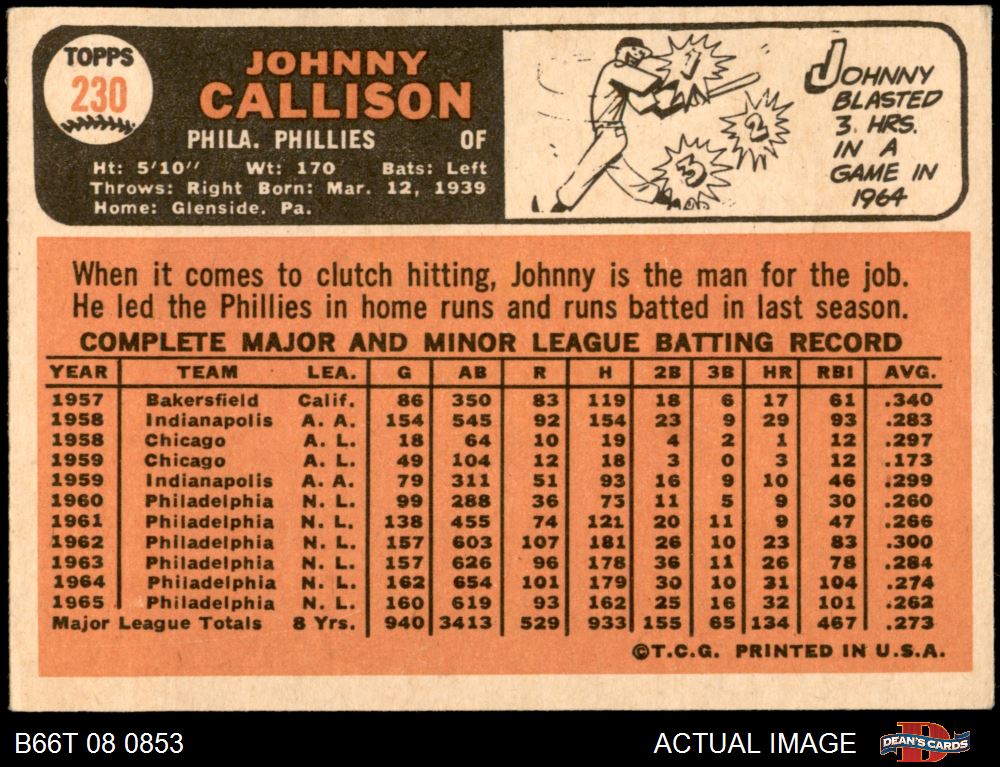 TOPPS
230
JOHNNY
CALLISON
PHILA. PHILLIES OF
Ht: 5'10" Wt: 170 Bats: Left
Throws: Right Born: Mar. 12, 1939
Home: Glenside. Pa.
1
2
3
JOHNNY
BLASTED
3 HRS.
IN A
GAME IN
1964
When it comes to clutch hitting, Johnny is the man for the job.
He led the Phillies in home runs and runs batted in last season.
COMPLETE MAJOR AND MINOR LEAGUE BATTING RECORD
YEAR TEAM LEA. G AB R H 2B 3B HR RBI AVG.
1957 Bakersfield Calif. 86 350 83 119 18 6 17 61 .340
1958 Indianapolis A. A. 154 545 92 154 23 9 29 93 .283
1958 Chicago A. L. 18 64 10 19 4 2 1 12 .297
1959 Chicago A. L. 49 104 12 18 3 0 3 12 .173
1959 Indianapolis A. A. 79 311 51 93 16 9 10 46 .299
1960 Philadelphia N. L. 99 288 36 73 11 5 9 30 .260
1961 Philadelphia N. L. 138 455 74 121 20 11 9 47 .266
1962 Philadelphia N. L. 157 603 107 181 26 10 23 83 .300
1963 Philadelphia N. L. 157 626 96 178 36 11 26 78 .284
1964 Philadelphia N. L. 162 654 101 179 30 10 31 104 .274
1965 Philadelphia N. L. 160 619 93 162 25 16 32 101 .262
Major League Totals 8 Yrs. 940 3413 529 933 155 65 134 467 .273
©T.C.G. PRINTED IN U.S.A.
B66T 08 0853 ACTUAL IMAGE DEAN'S CARDS